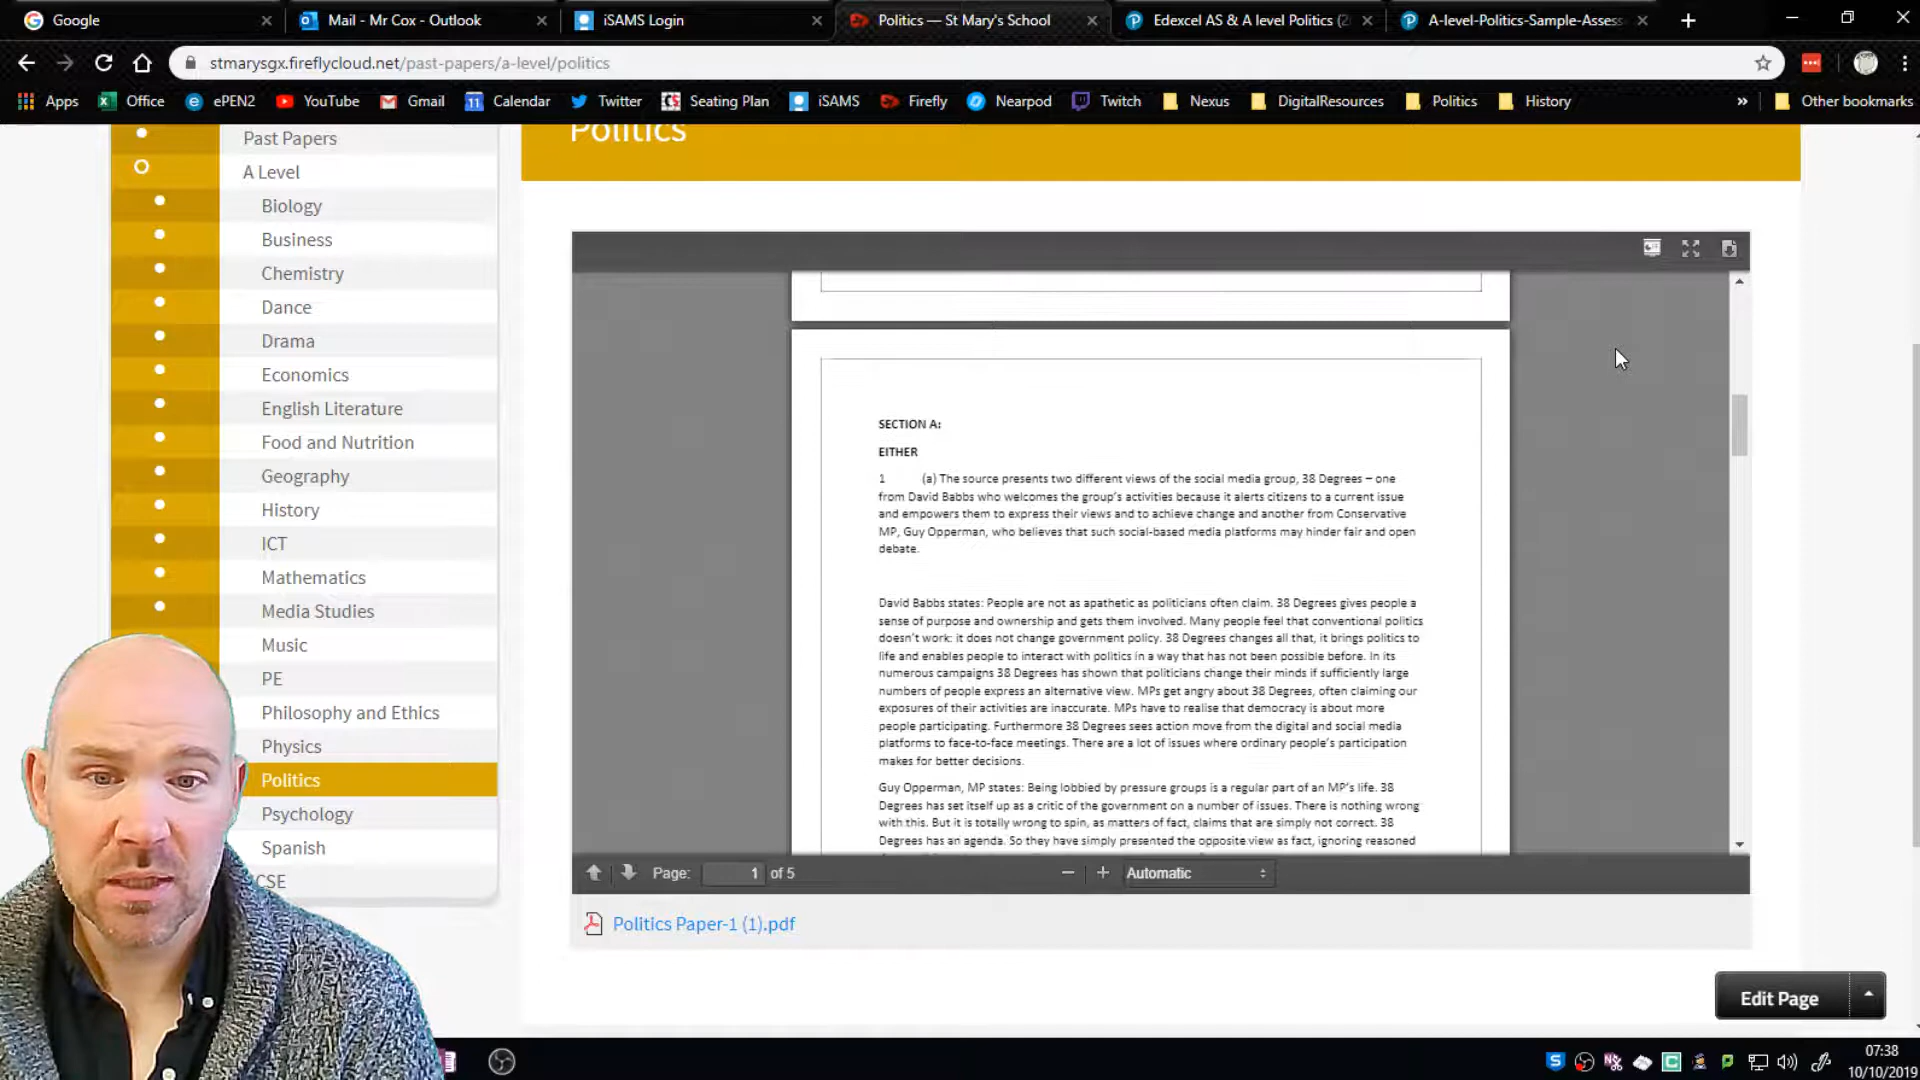 Google
Mail - Mr Cox - Outlook
iSAMS Login
Politics — St Mary's School
Edexcel AS & A level Politics (2
A-level-Politics-Sample-Assess
stmarysgx.fireflycloud.net/past-papers/a-level/politics
Apps
Office
ePEN2
YouTube
Gmail
Calendar
Twitter
Seating Plan
iSAMS
Firefly
Nearpod
Twitch
Nexus
DigitalResources
Politics
History
»
Other bookmarks
Past Papers
A Level
Biology
Business
Chemistry
Dance
Drama
Economics
English Literature
Food and Nutrition
Geography
History
ICT
Mathematics
Media Studies
Music
PE
Philosophy and Ethics
Physics
Politics
Psychology
Spanish
CSE
Politics
SECTION A:
EITHER
1 (a) The source presents two different views of the social media group, 38 Degrees – one
from David Babbs who welcomes the group's activities because it alerts citizens to a current issue
and empowers them to express their views and to achieve change and another from Conservative
MP, Guy Opperman, who believes that such social-based media platforms may hinder fair and open
debate.
David Babbs states: People are not as apathetic as politicians often claim. 38 Degrees gives people a
sense of purpose and ownership and gets them involved. Many people feel that conventional politics
doesn't work: it does not change government policy. 38 Degrees changes all that, it brings politics to
life and enables people to interact with politics in a way that has not been possible before. In its
numerous campaigns 38 Degrees has shown that politicians change their minds if sufficiently large
numbers of people express an alternative view. MPs get angry about 38 Degrees, often claiming our
exposures of their activities are inaccurate. MPs have to realise that democracy is about more
people participating. Furthermore 38 Degrees sees action move from the digital and social media
platforms to face-to-face meetings. There are a lot of issues where ordinary people's participation
makes for better decisions.
Guy Opperman, MP states: Being lobbied by pressure groups is a regular part of an MP's life. 38
Degrees has set itself up as a critic of the government on a number of issues. There is nothing wrong
with this. But it is totally wrong to spin, as matters of fact, claims that are simply not correct. 38
Degrees has an agenda. So they have simply presented the opposite view as fact, ignoring reasoned
Page: 1 of 5
Automatic
Politics Paper-1 (1).pdf
Edit Page
07:38
10/10/2019